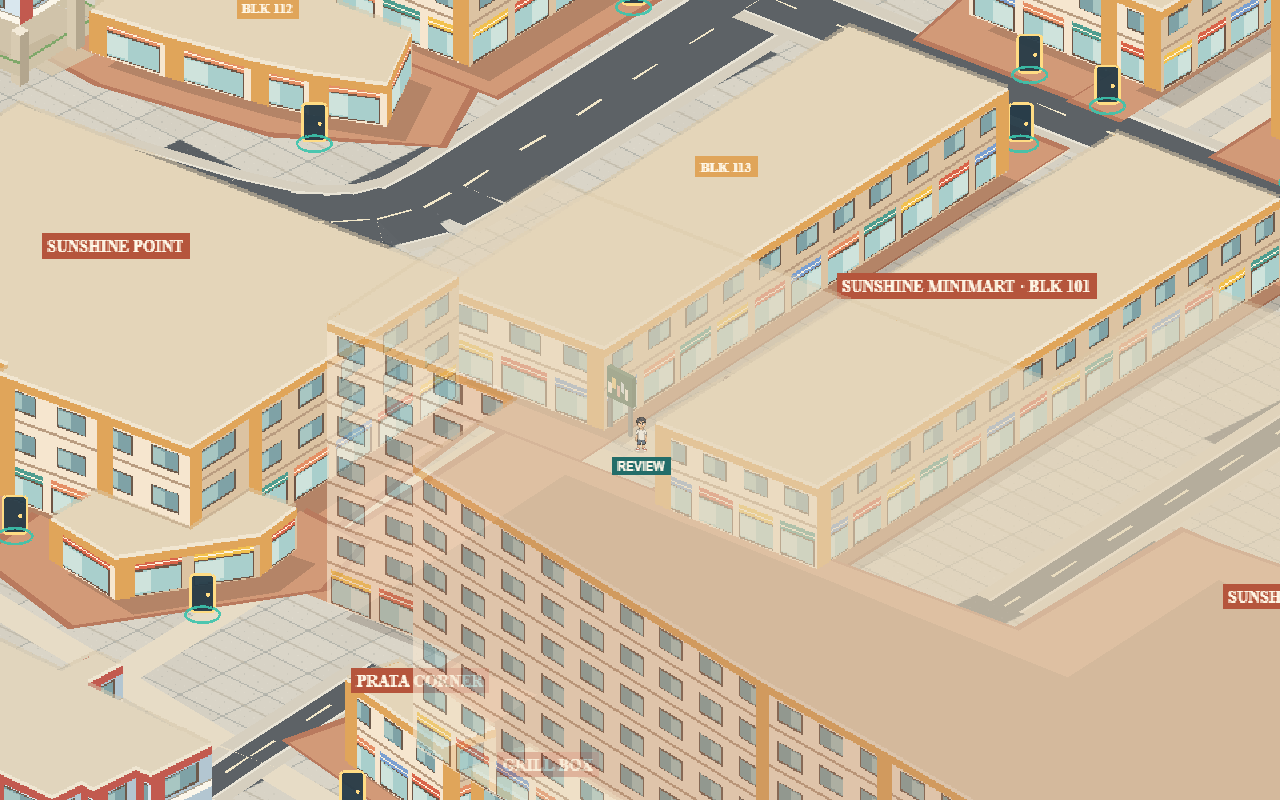 BLK 112
BLK 113
SUNSHINE POINT
SUNSHINE MINIMART · BLK 101
REVIEW
SUNSH
PRATA CORNER
GRILL BOX